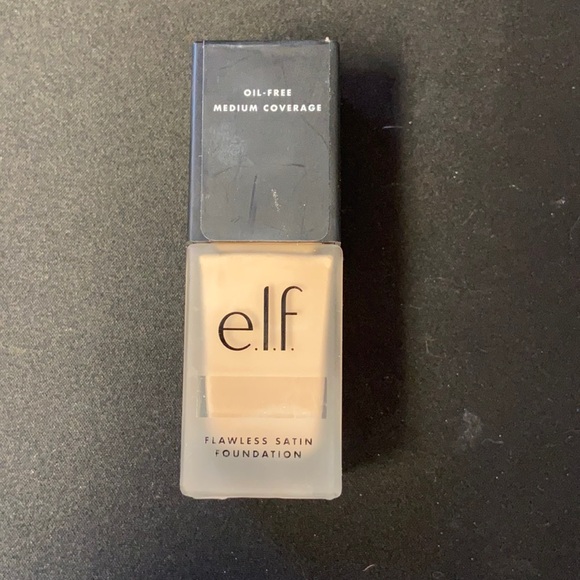 OIL-FREE
MEDIUM COVERAGE
e.l.f.
FLAWLESS SATIN
FOUNDATION